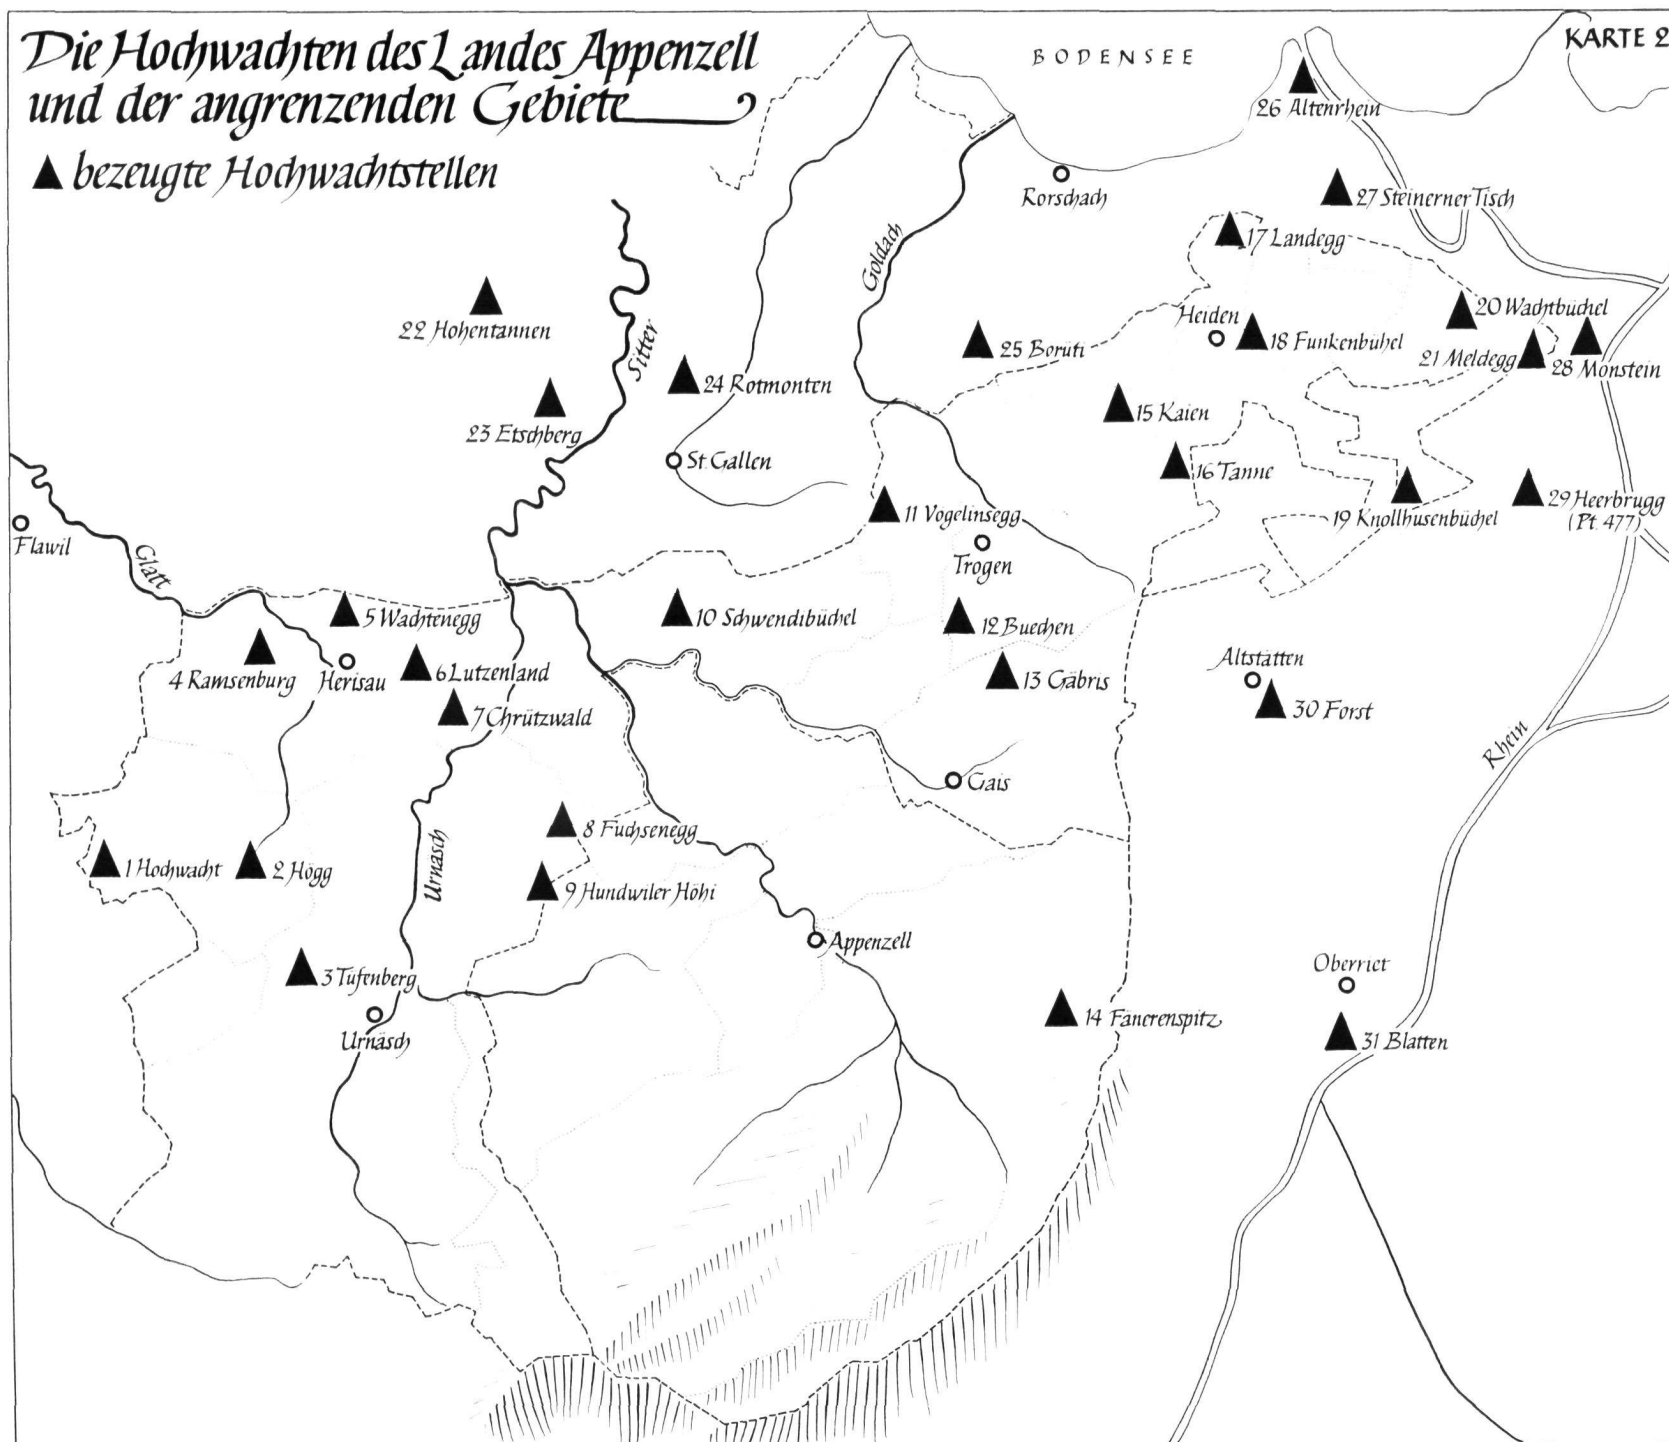 Die Hochwachten des Landes Appenzell
und der angrenzenden Gebiete
bezeugte Hochwachtstellen
KARTE 2
BODENSEE
26 Altenrhein
Rorschach
27 Steinerner Tisch
17 Landegg
Goldach
22 Hohentannen
Sitter
20 Wachtbüchel
Heiden
18 Funkenbühel
25 Boruti
21 Meldegg
28 Monstein
24 Rotmonten
23 Etschberg
15 Kaien
St. Gallen
16 Tanne
19 Knollhusenbüchel
29 Heerbrugg
(Pt. 477)
11 Vögelinsegg
Trogen
Flawil
Glatt
5 Wachtenegg
10 Schwendibüchel
12 Buechen
4 Ramsenburg
Herisau
6 Lutzenland
13 Gäbris
Altstätten
30 Forst
7 Chrützwald
Rhein
Gais
8 Fuchsenegg
Urnäsch
1 Hochwacht
2 Högg
9 Hundwiler Höhi
Appenzell
3 Tüfenberg
Oberriet
Urnäsch
14 Fänerenspitz
31 Blatten